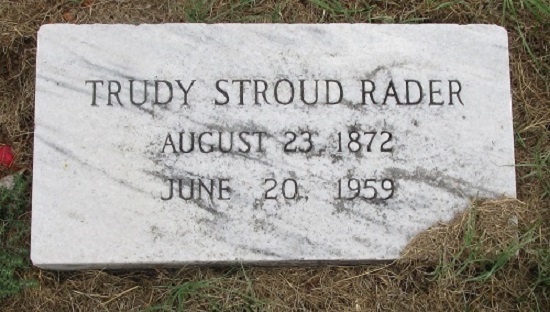 TRUDY STROUD RADER
AUGUST 23, 1872
JUNE 20, 1959